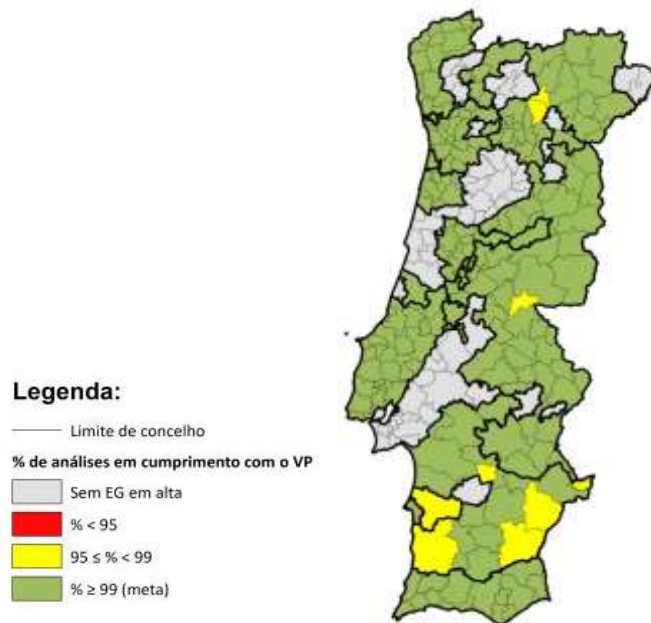 Legenda:
Limite de concelho
% de análises em cumprimento com o VP
Sem EG em alta
% < 95
95 ≤ % < 99
% ≥ 99 (meta)